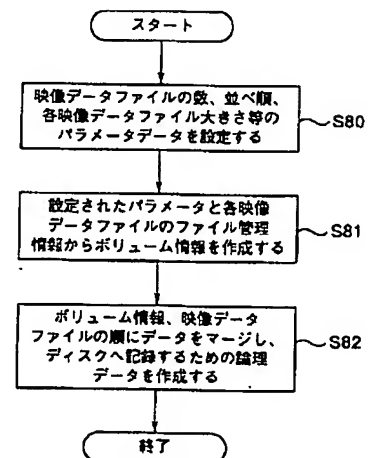 スタート
映像データファイルの数、並べ順、
各映像データファイル大きさ等の
パラメータデータを設定する
S80
設定されたパラメータと各映像
データファイルのファイル管理
情報からボリューム情報を作成する
S81
ボリューム情報、映像データ
ファイルの順にデータをマージし、
ディスクへ記録するための論理
データを作成する
S82
終了